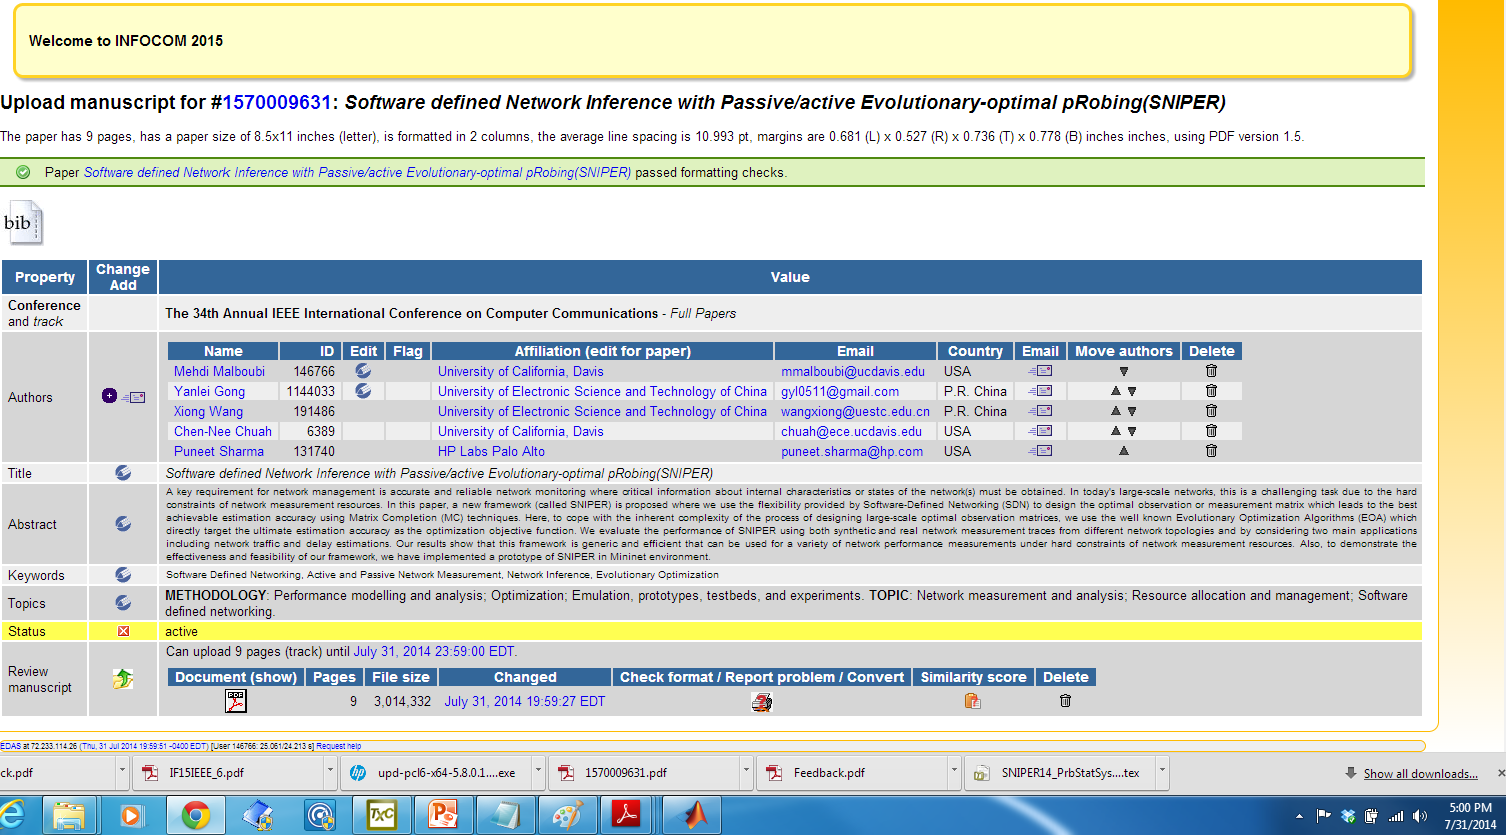 Welcome to INFOCOM 2015
Upload manuscript for #1570009631: Software defined Network Inference with Passive/active Evolutionary-optimal pRobing(SNIPER)
The paper has 9 pages, has a paper size of 8.5x11 inches (letter), is formatted in 2 columns, the average line spacing is 10.993 pt, margins are 0.681 (L) x 0.527 (R) x 0.736 (T) x 0.778 (B) inches inches, using PDF version 1.5.
Paper Software defined Network Inference with Passive/active Evolutionary-optimal pRobing(SNIPER) passed formatting checks.
bib
Property Change Add Value
Conference and track The 34th Annual IEEE International Conference on Computer Communications - Full Papers
Authors
Name ID Edit Flag Affiliation (edit for paper) Email Country Email Move authors Delete
Mehdi Malboubi 146766 University of California, Davis mmalboubi@ucdavis.edu USA
Yanlei Gong 1144033 University of Electronic Science and Technology of China gyl0511@gmail.com P.R. China
Xiong Wang 191486 University of Electronic Science and Technology of China wangxiong@uestc.edu.cn P.R. China
Chen-Nee Chuah 6389 University of California, Davis chuah@ece.ucdavis.edu USA
Puneet Sharma 131740 HP Labs Palo Alto puneet.sharma@hp.com USA
Title Software defined Network Inference with Passive/active Evolutionary-optimal pRobing(SNIPER)
Abstract
A key requirement for network management is accurate and reliable network monitoring where critical information about internal characteristics or states of the network(s) must be obtained. In today's large-scale networks, this is a challenging task due to the hard
constraints of network measurement resources. In this paper, a new framework (called SNIPER) is proposed where we use the flexibility provided by Software-Defined Networking (SDN) to design the optimal observation or measurement matrix which leads to the best
achievable estimation accuracy using Matrix Completion (MC) techniques. Here, to cope with the inherent complexity of the process of designing large-scale optimal observation matrices, we use the well known Evolutionary Optimization Algorithms (EOA) which
directly target the ultimate estimation accuracy as the optimization objective function. We evaluate the performance of SNIPER using both synthetic and real network measurement traces from different network topologies and by considering two main applications
including network traffic and delay estimations. Our results show that this framework is generic and efficient that can be used for a variety of network performance measurements under hard constraints of network measurement resources. Also, to demonstrate the
effectiveness and feasibility of our framework, we have implemented a prototype of SNIPER in Mininet environment.
Keywords Software Defined Networking, Active and Passive Network Measurement, Network Inference, Evolutionary Optimization
Topics METHODOLOGY: Performance modelling and analysis; Optimization; Emulation, prototypes, testbeds, and experiments. TOPIC: Network measurement and analysis; Resource allocation and management; Software
defined networking.
Status active
Review manuscript
Can upload 9 pages (track) until July 31, 2014 23:59:00 EDT.
Document (show) Pages File size Changed Check format / Report problem / Convert Similarity score Delete
PDF 9 3,014,332 July 31, 2014 19:59:27 EDT
EDAS at 72.233.114.26 (Thu, 31 Jul 2014 19:59:51 -0400 EDT) [User 146766: 25.061/24.213 s] Request help
ck.pdf IF15IEEE_6.pdf upd-pcl6-x64-5.8.0.1....exe 1570009631.pdf Feedback.pdf SNIPER14_PrbStatSys....tex Show all downloads...
TXC
5:00 PM
7/31/2014